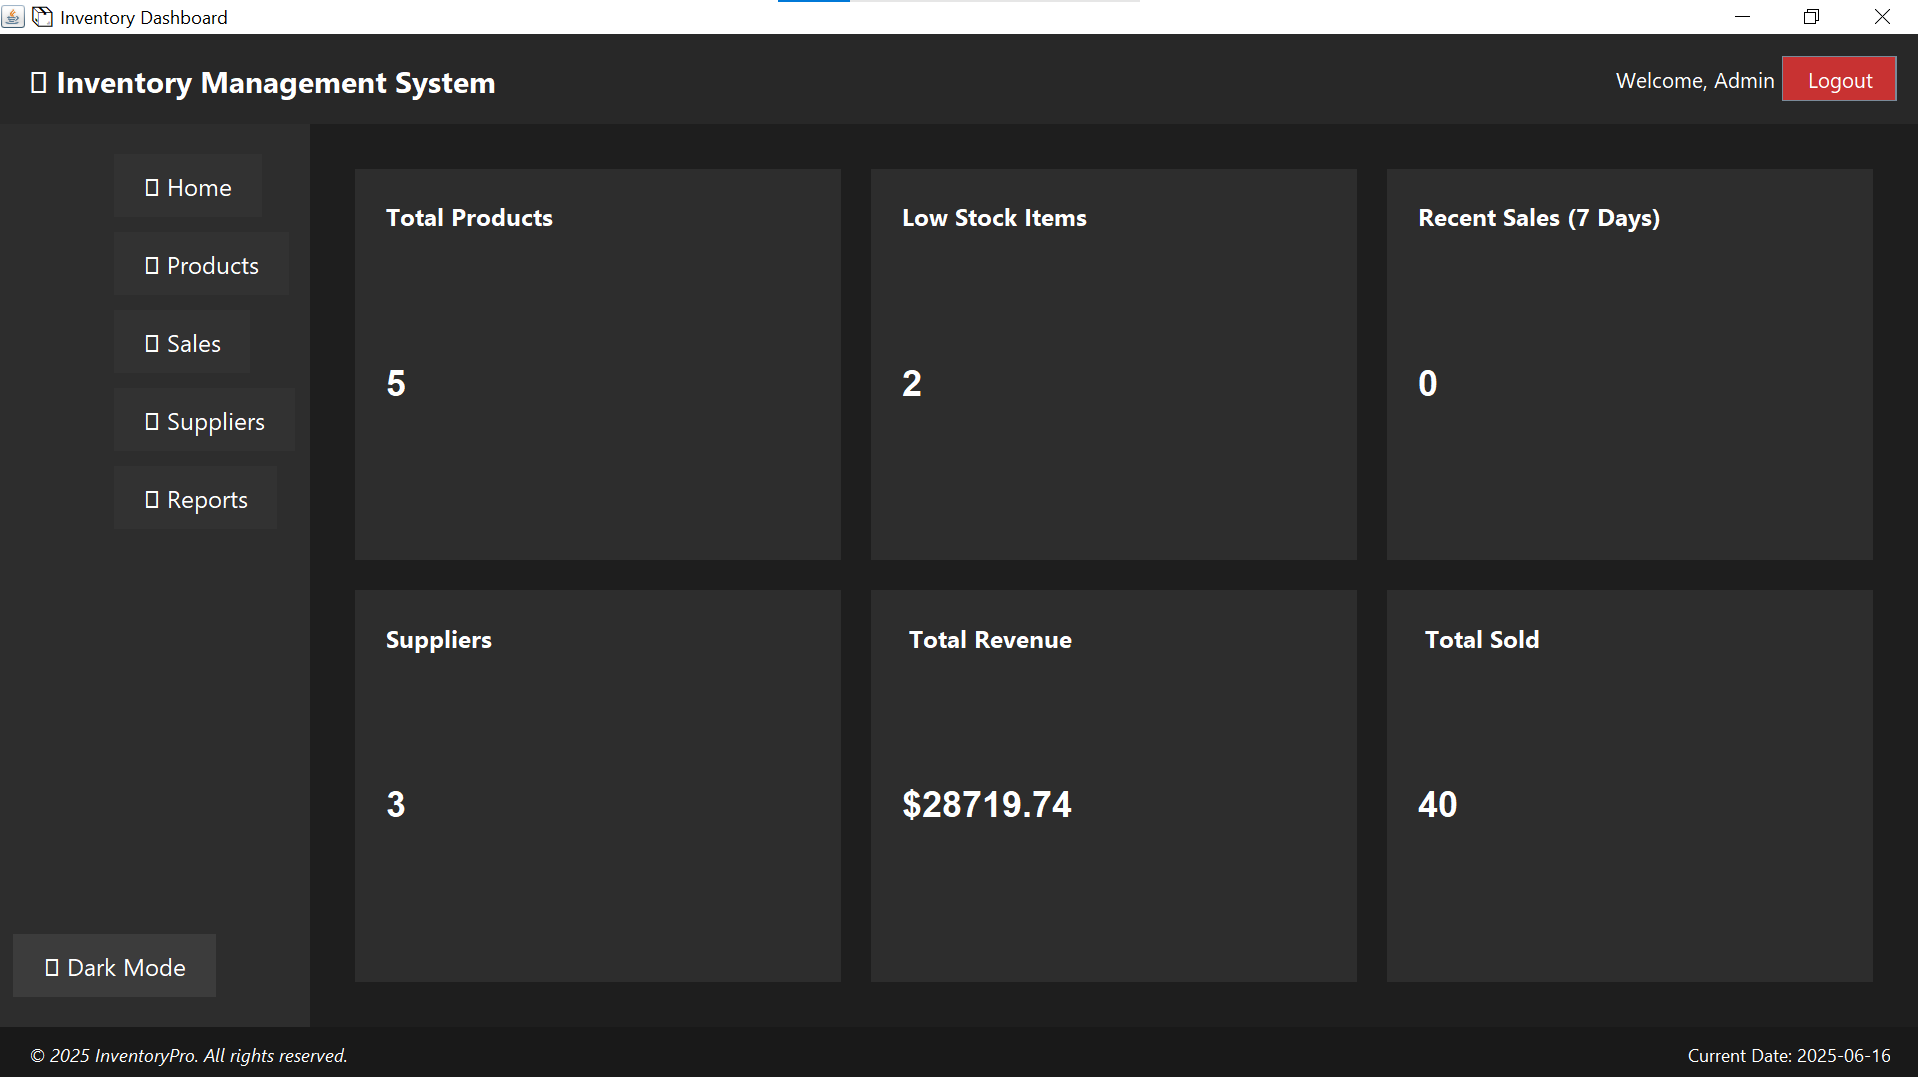 Inventory Dashboard
Inventory Management System
Welcome, Admin
Logout
Home
Products
Sales
Suppliers
Reports
Dark Mode
Total Products
5
Low Stock Items
2
Recent Sales (7 Days)
0
Suppliers
3
Total Revenue
$28719.74
Total Sold
40
© 2025 InventoryPro. All rights reserved.
Current Date: 2025-06-16